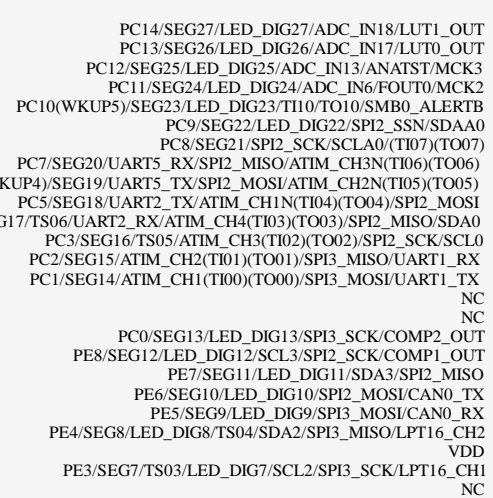 PC14/SEG27/LED_DIG27/ADC_IN18/LUT1_OUT
PC13/SEG26/LED_DIG26/ADC_IN17/LUT0_OUT
PC12/SEG25/LED_DIG25/ADC_IN13/ANATST/MCK3
PC11/SEG24/LED_DIG24/ADC_IN6/FOUT0/MCK2
PC10(WKUP5)/SEG23/LED_DIG23/TI10/TO10/SMB0_ALERTB
PC9/SEG22/LED_DIG22/SPI2_SSN/SDAA0
PC8/SEG21/SPI2_SCK/SCLA0/(TI07)(TO07)
PC7/SEG20/UART5_RX/SPI2_MISO/ATIM_CH3N(TI06)(TO06)
KUP4)/SEG19/UART5_TX/SPI2_MOSI/ATIM_CH2N(TI05)(TO05)
PC5/SEG18/UART2_TX/ATIM_CH1N(TI04)(TO04)/SPI2_MOSI
G17/TS06/UART2_RX/ATIM_CH4(TI03)(TO03)/SPI2_MISO/SDA0
PC3/SEG16/TS05/ATIM_CH3(TI02)(TO02)/SPI2_SCK/SCL0
PC2/SEG15/ATIM_CH2(TI01)(TO01)/SPI3_MISO/UART1_RX
PC1/SEG14/ATIM_CH1(TI00)(TO00)/SPI3_MOSI/UART1_TX
NC
NC
PC0/SEG13/LED_DIG13/SPI3_SCK/COMP2_OUT
PE8/SEG12/LED_DIG12/SCL3/SPI2_SCK/COMP1_OUT
PE7/SEG11/LED_DIG11/SDA3/SPI2_MISO
PE6/SEG10/LED_DIG10/SPI2_MOSI/CAN0_TX
PE5/SEG9/LED_DIG9/SPI3_MOSI/CAN0_RX
PE4/SEG8/LED_DIG8/TS04/SDA2/SPI3_MISO/LPT16_CH2
VDD
PE3/SEG7/TS03/LED_DIG7/SCL2/SPI3_SCK/LPT16_CH1
NC